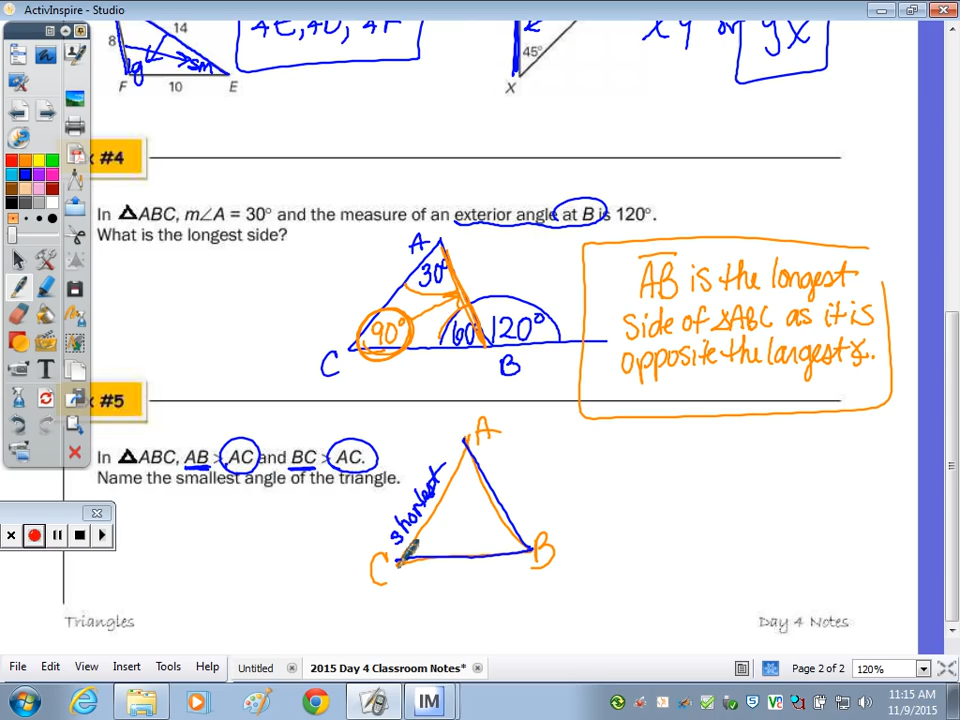 ActivInspire - Studio
8
14
lg
sm
F
10
E
45°
X
XY or
YX
x #4
In △ABC, m∠A = 30° and the measure of an exterior angle at B is 120°.
What is the longest side?
A
30°
90°
60
120°
C
B
AB is the longest
side of △ABC as it is
opposite the largest ∡.
x #5
In △ABC, AB > AC and BC > AC.
Name the smallest angle of the triangle.
A
shortest
C
B
Triangles
Day 4 Notes
File
Edit
View
Insert
Tools
Help
Untitled
2015 Day 4 Classroom Notes*
Page 2 of 2
120%
IM
11:15 AM
11/9/2015